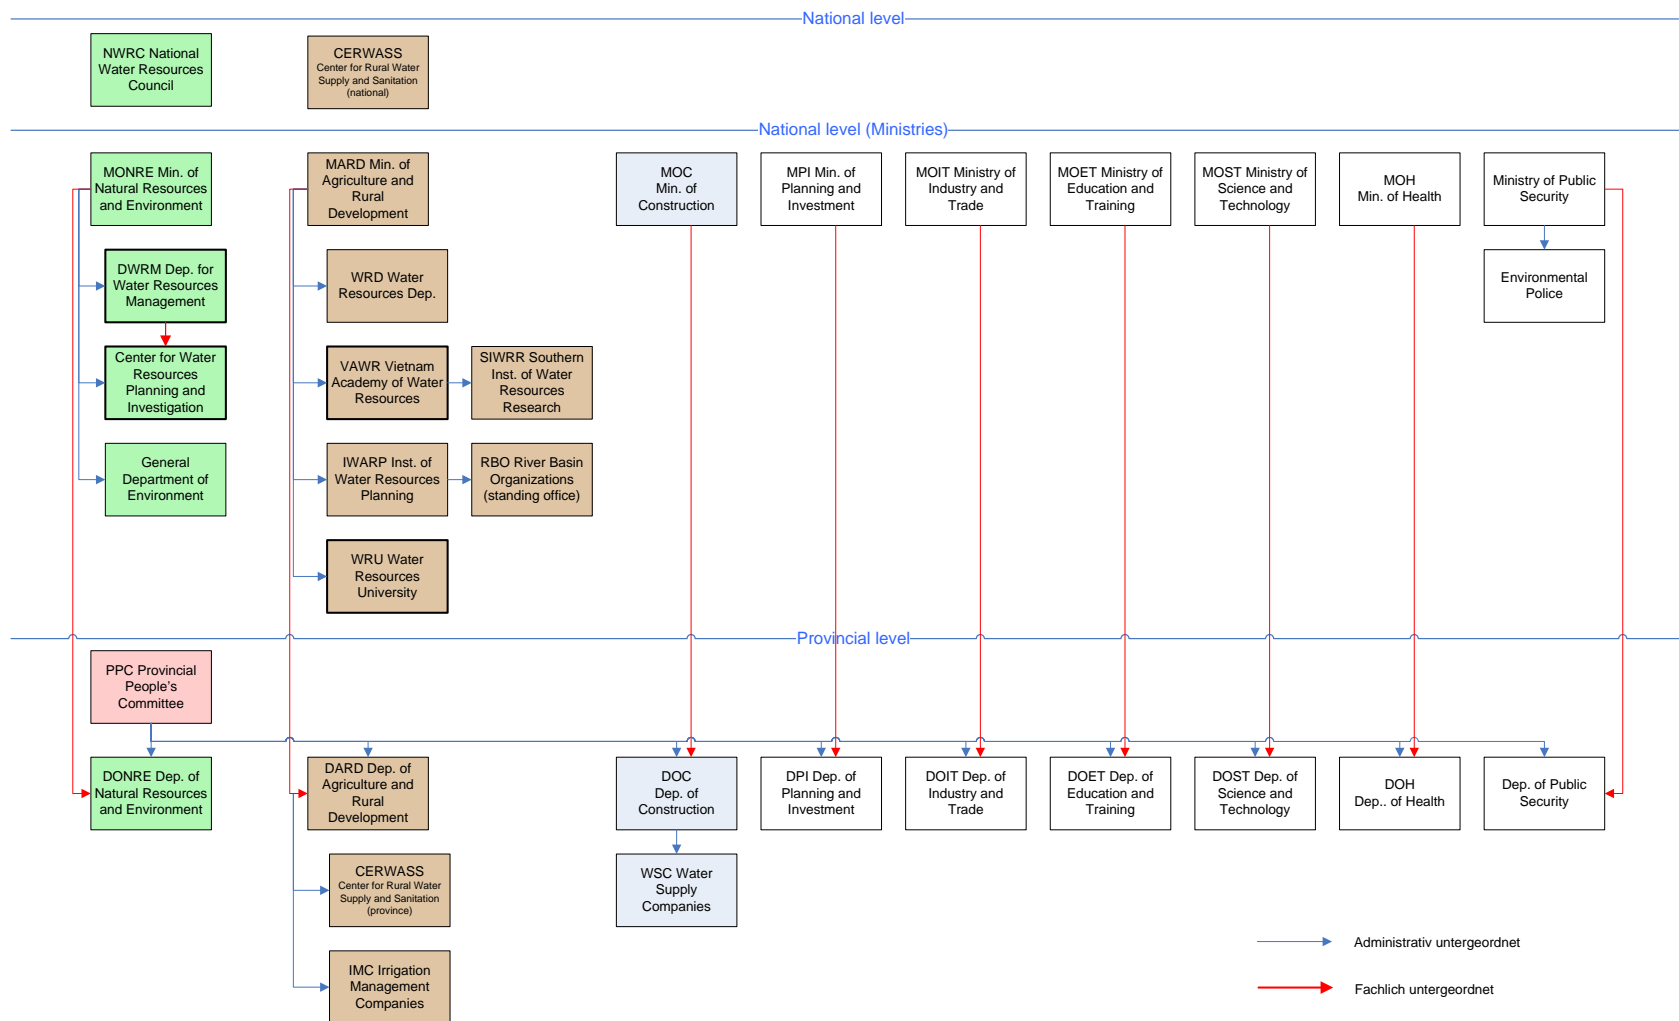 National level
NWRC National
Water Resources
Council
CERWASS
Center for Rural Water
Supply and Sanitation
(national)
National level (Ministries)
MONRE Min. of
Natural Resources
and Environment
MARD Min. of
Agriculture and
Rural
Development
MOC
Min. of
Construction
MPI Min. of
Planning and
Investment
MOIT Ministry of
Industry and
Trade
MOET Ministry of
Education and
Training
MOST Ministry of
Science and
Technology
MOH
Min. of Health
Ministry of Public
Security
DWRM Dep. for
Water Resources
Management
WRD Water
Resources Dep.
Environmental
Police
Center for Water
Resources
Planning and
Investigation
VAWR Vietnam
Academy of Water
Resources
SIWRR Southern
Inst. of Water
Resources
Research
General
Department of
Environment
IWARP Inst. of
Water Resources
Planning
RBO River Basin
Organizations
(standing office)
WRU Water
Resources
University
Provincial level
PPC Provincial
People's
Committee
DONRE Dep. of
Natural Resources
and Environment
DARD Dep. of
Agriculture and
Rural
Development
DOC
Dep. of
Construction
DPI Dep. of
Planning and
Investment
DOIT Dep. of
Industry and
Trade
DOET Dep. of
Education and
Training
DOST Dep. of
Science and
Technology
DOH
Dep.. of Health
Dep. of Public
Security
CERWASS
Center for Rural Water
Supply and Sanitation
(province)
WSC Water
Supply
Companies
IMC Irrigation
Management
Companies
Administrativ untergeordnet
Fachlich untergeordnet